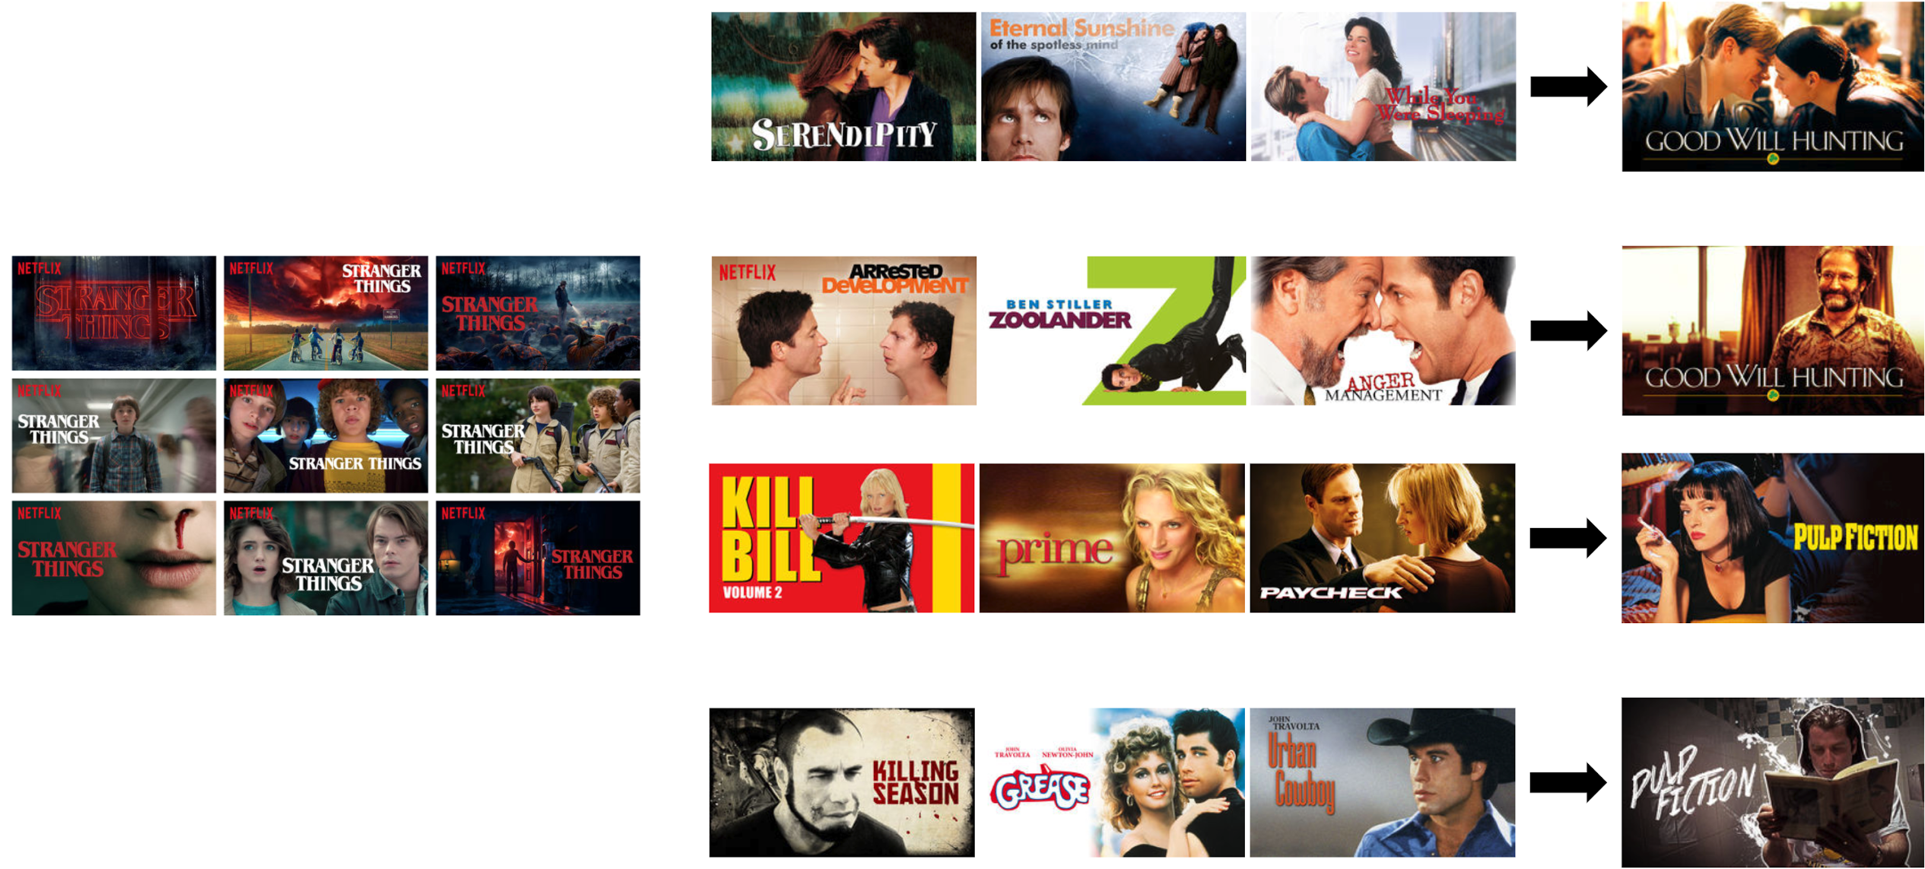 SERENDIPITY
Eternal Sunshine
of the spotless mind
While You
Were Sleeping
GOOD WILL HUNTING
NETFLIX
STRANGER
THINGS
NETFLIX
STRANGER
THINGS
NETFLIX
STRANGER
THINGS
NETFLIX
STRANGER
THINGS
NETFLIX
STRANGER THINGS
NETFLIX
STRANGER
THINGS
NETFLIX
STRANGER
THINGS
NETFLIX
STRANGER
THINGS
NETFLIX
STRANGER
THINGS
NETFLIX
ARReSTeD
DeVeLOPMeNT
BEN STILLER
ZOOLANDER
ANGER
MANAGEMENT
GOOD WILL HUNTING
KILL
BILL
VOLUME 2
prime
PAYCHECK
PULP FICTION
KILLING
SEASON
JOHN
TRAVOLTA
OLIVIA
NEWTON-JOHN
GREASE
JOHN
TRAVOLTA
Urban
Cowboy
PULP
FICTION